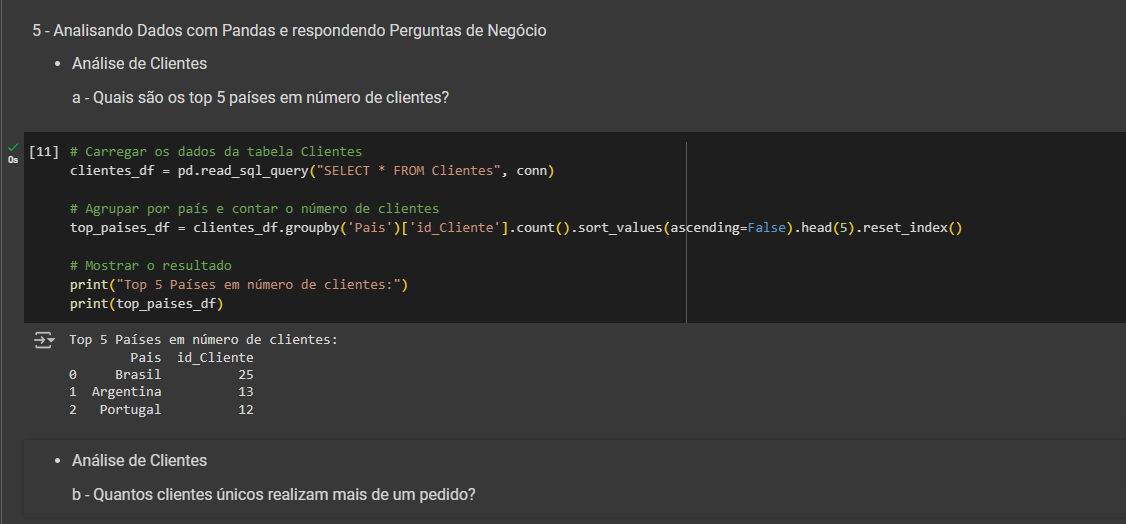 5 - Analisando Dados com Pandas e respondendo Perguntas de Negócio
• Análise de Clientes
a - Quais são os top 5 países em número de clientes?
0s
[11] # Carregar os dados da tabela Clientes
clientes_df = pd.read_sql_query("SELECT * FROM Clientes", conn)
# Agrupar por país e contar o número de clientes
top_paises_df = clientes_df.groupby('Pais')['id_Cliente'].count().sort_values(ascending=False).head(5).reset_index()
# Mostrar o resultado
print("Top 5 Países em número de clientes:")
print(top_paises_df)
Top 5 Países em número de clientes:
Pais id_Cliente
0 Brasil 25
1 Argentina 13
2 Portugal 12
• Análise de Clientes
b - Quantos clientes únicos realizam mais de um pedido?